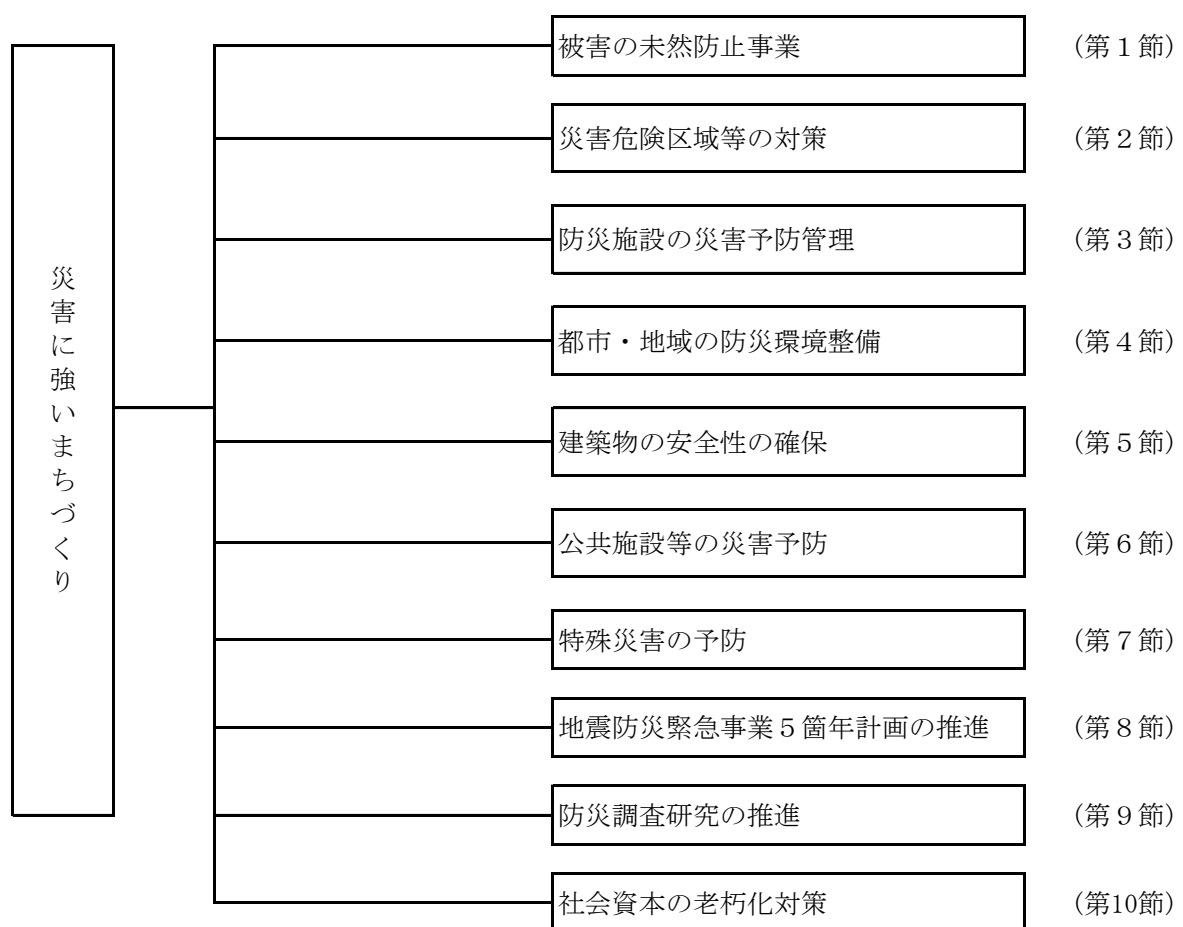 災害に強いまちづくり
被害の未然防止事業 (第１節)
災害危険区域等の対策 (第２節)
防災施設の災害予防管理 (第３節)
都市・地域の防災環境整備 (第４節)
建築物の安全性の確保 (第５節)
公共施設等の災害予防 (第６節)
特殊災害の予防 (第７節)
地震防災緊急事業５箇年計画の推進 (第８節)
防災調査研究の推進 (第９節)
社会資本の老朽化対策 (第10節)